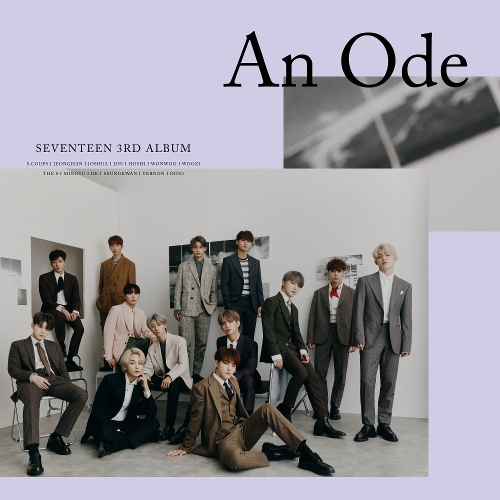 An Ode
SEVENTEEN 3RD ALBUM
S.COUPS I JEONGHAN I JOSHUA I JUN I HOSHI I WONWOO I WOOZI
THE 8 I MINGYU I DK I SEUNGKWAN I VERNON I DINO